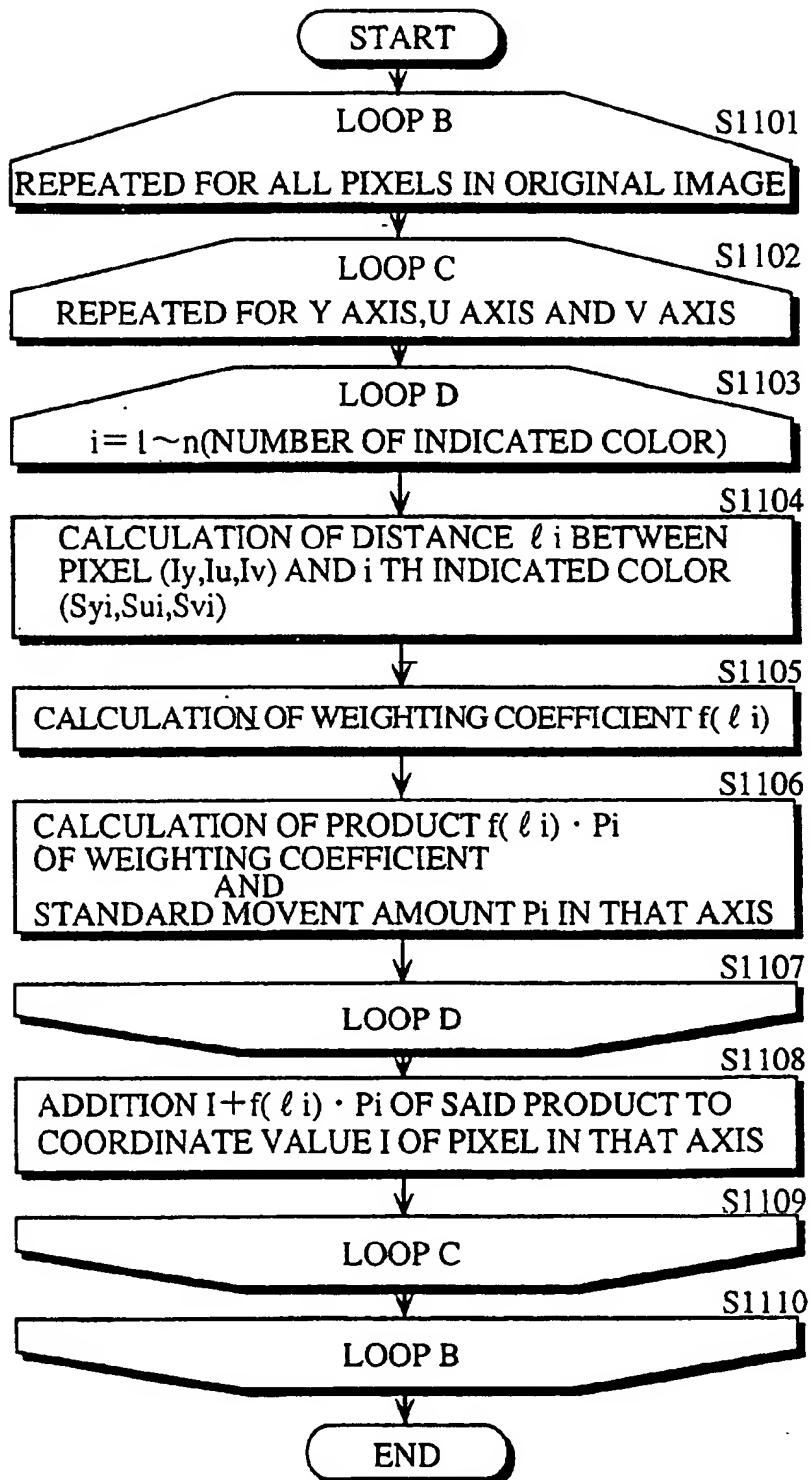 START
LOOP B
S1101
REPEATED FOR ALL PIXELS IN ORIGINAL IMAGE
S1102
LOOP C
REPEATED FOR Y AXIS,U AXIS AND V AXIS
S1103
LOOP D
i=1~n(NUMBER OF INDICATED COLOR)
S1104
CALCULATION OF DISTANCE ℓ i BETWEEN
PIXEL (Iy,Iu,Iv) AND i TH INDICATED COLOR
(Syi,Sui,Svi)
S1105
CALCULATION OF WEIGHTING COEFFICIENT f( ℓ i)
S1106
CALCULATION OF PRODUCT f( ℓ i) · Pi
OF WEIGHTING COEFFICIENT
AND
STANDARD MOVENT AMOUNT Pi IN THAT AXIS
S1107
LOOP D
S1108
ADDITION I+f( ℓ i) · Pi OF SAID PRODUCT TO
COORDINATE VALUE I OF PIXEL IN THAT AXIS
S1109
LOOP C
S1110
LOOP B
END